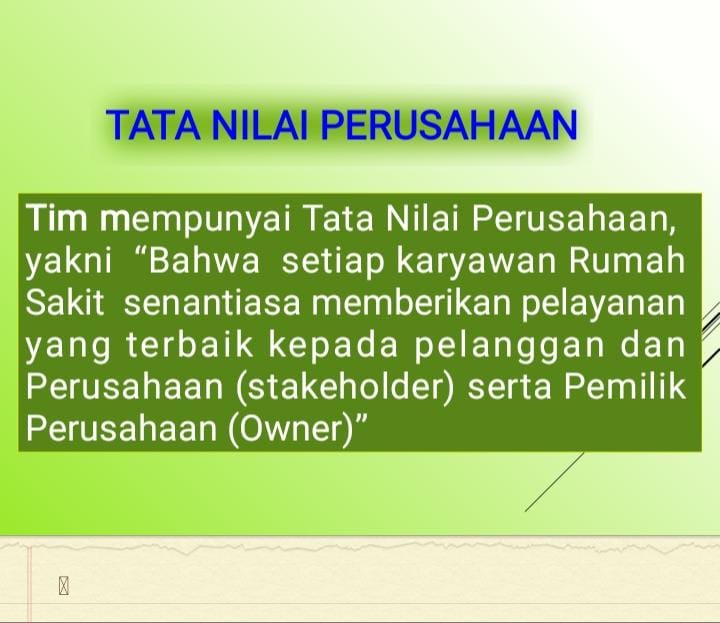 TATA NILAI PERUSAHAAN
Tim mempunyai Tata Nilai Perusahaan,
yakni “Bahwa setiap karyawan Rumah
Sakit senantiasa memberikan pelayanan
yang terbaik kepada pelanggan dan
Perusahaan (stakeholder) serta Pemilik
Perusahaan (Owner)”